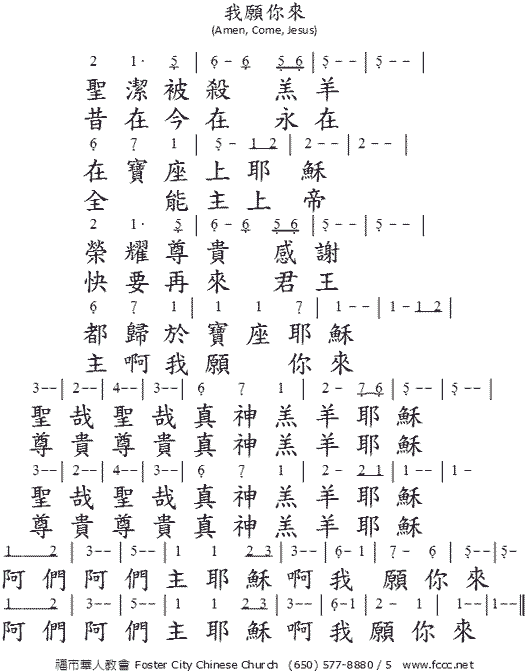 我願你來
(Amen, Come, Jesus)
2 1· 5 | 6 - 6 5 6 | 5 - - | 5 - - |
聖潔被殺 羔羊
昔在今在 永在
6 7 1 | 5 - 1 2 | 2 - - | 2 - - |
在寶座上耶 穌
全 能主上 帝
2 1· 5 | 6 - 6 5 6 | 5 - - | 5 - - |
榮耀尊貴 感謝
快要再來 君王
6 7 1 | 1 1 7 | 1 - - | 1 - 1 2 |
都歸於寶座耶穌
主啊我願 你來
3 - - | 2 - - | 4 - - | 3 - - | 6 7 1 | 2 - 7 6 | 5 - - | 5 - - |
聖哉聖哉真神羔羊耶穌
尊貴尊貴真神羔羊耶穌
3 - - | 2 - - | 4 - - | 3 - - | 6 7 1 | 2 - 2 1 | 1 - - | 1 -
聖哉聖哉真神羔羊耶穌
尊貴尊貴真神羔羊耶穌
1 2 | 3 - - | 5 - - | 1 1 2 3 | 3 - - | 6 - 1 | 7 - 6 | 5 - - | 5 -
阿們阿們主耶穌啊我 願你來
1 2 | 3 - - | 5 - - | 1 1 2 3 | 3 - - | 6 - 1 | 2 - 1 | 1 - - | 1 - - ||
阿們阿們主耶穌啊我願你來
福市華人教會 Foster City Chinese Church (650) 577-8880 / 5 www.fccc.net